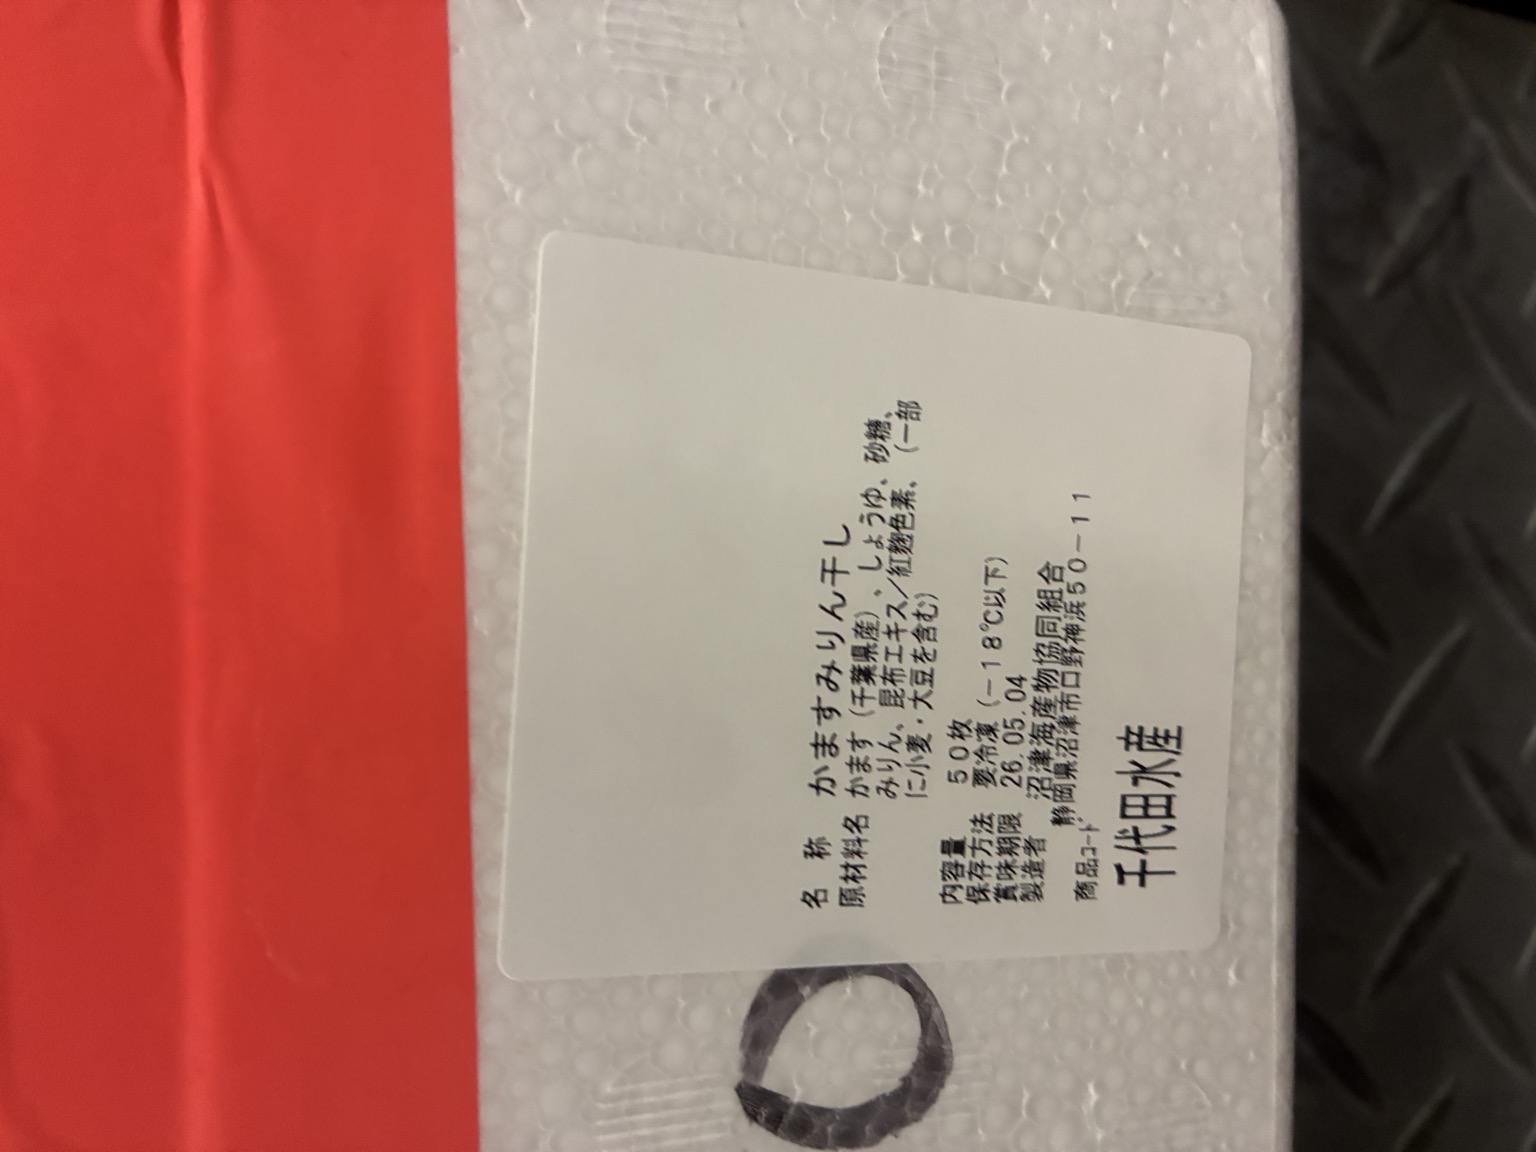 名　称　かますみりん干し
原材料名　かます（千葉県産）、しょうゆ、砂糖、
みりん、昆布エキス／紅麹色素、（一部
に小麦・大豆を含む）
内容量　５０枚
保存方法　要冷凍（－１８℃以下）
賞味期限　26.05.04
製造者　沼津海産物協同組合
静岡県沼津市口野神浜５０－１１
商品コード
千代田水産